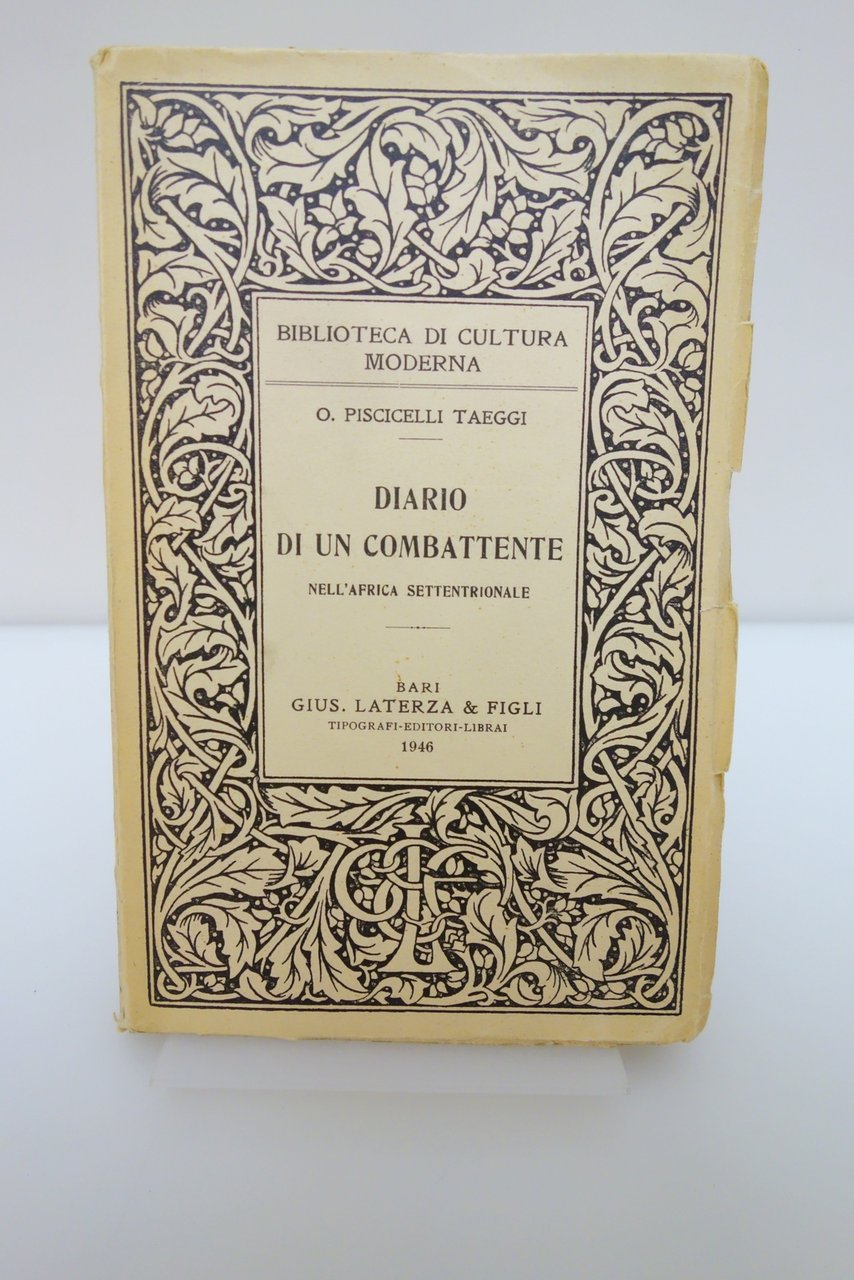 BIBLIOTECA DI CULTURA
MODERNA
O. PISCICELLI TAEGGI
DIARIO
DI UN COMBATTENTE
NELL'AFRICA SETTENTRIONALE
BARI
GIUS. LATERZA & FIGLI
TIPOGRAFI-EDITORI-LIBRAI
1946